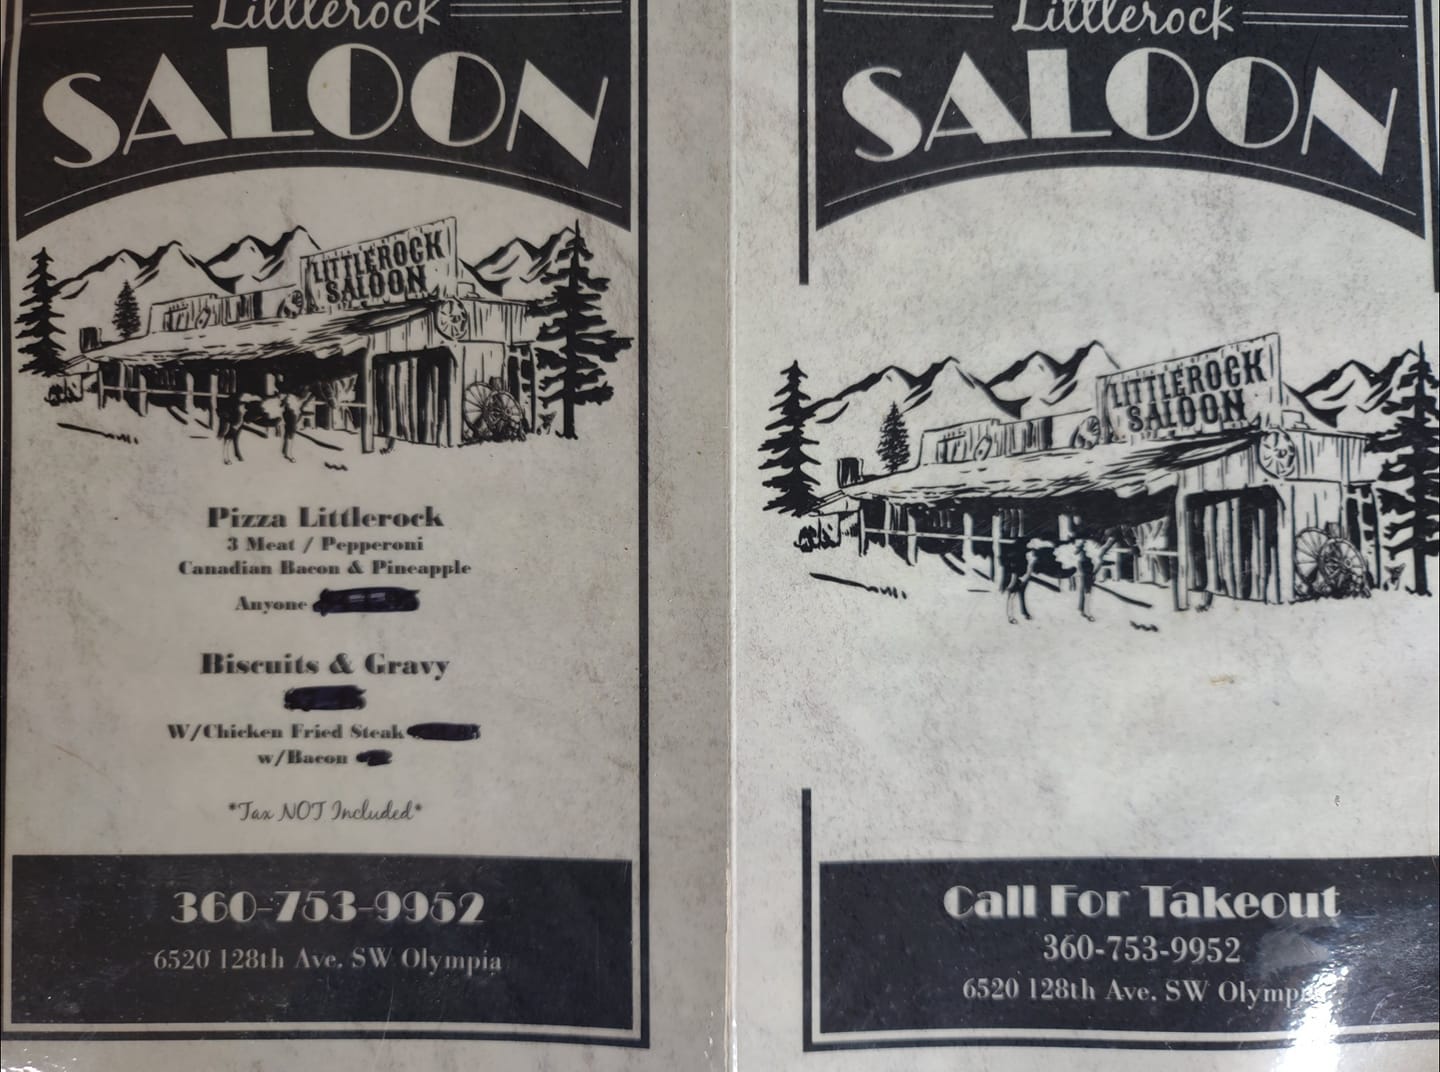 Littlerock
SALOON
LITTLEROCK
SALOON
Pizza Littlerock
3 Meat / Pepperoni
Canadian Bacon & Pineapple
Anyone
Biscuits & Gravy
W/Chicken Fried Steak
w/Bacon
*Tax NOT Included*
360-753-9952
6520 128th Ave. SW Olympia
Littlerock
SALOON
LITTLEROCK
SALOON
Call For Takeout
360-753-9952
6520 128th Ave. SW Olympia